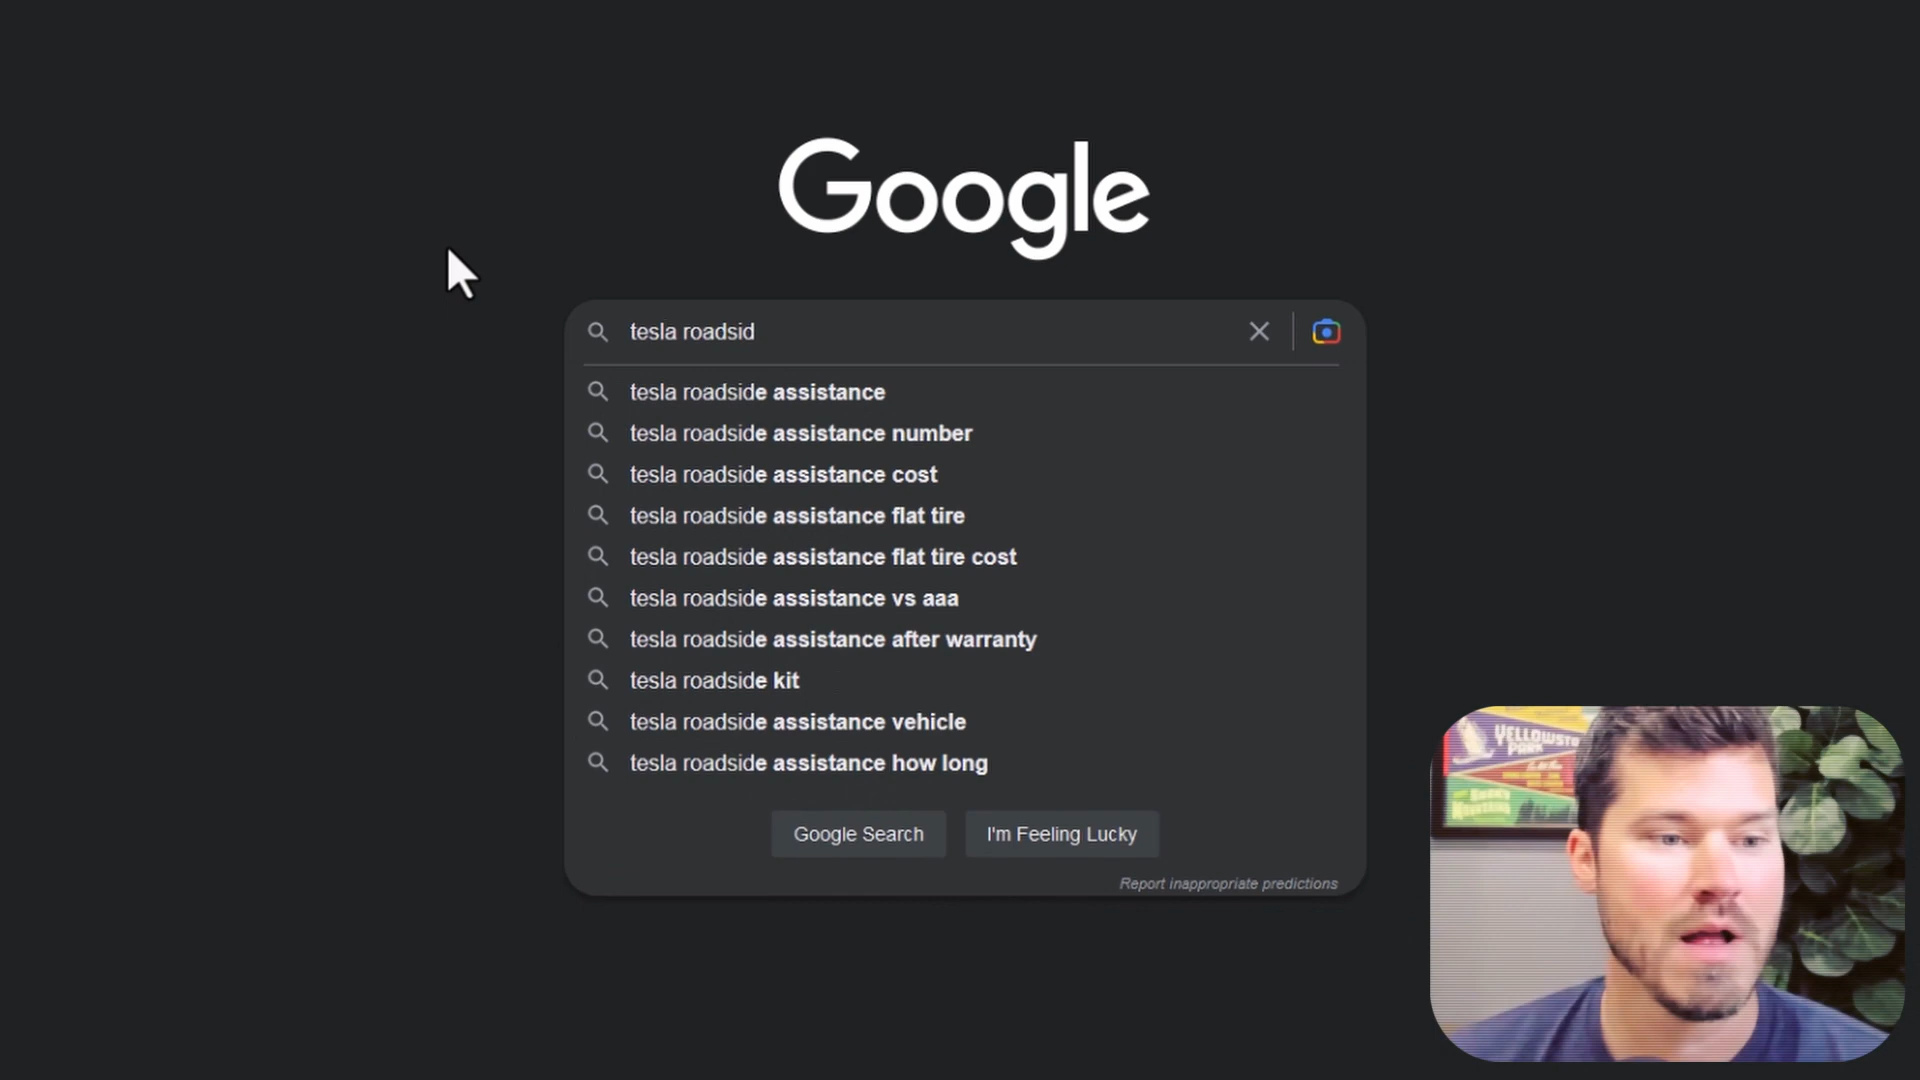 Google
tesla roadsid
tesla roadside assistance
tesla roadside assistance number
tesla roadside assistance cost
tesla roadside assistance flat tire
tesla roadside assistance flat tire cost
tesla roadside assistance vs aaa
tesla roadside assistance after warranty
tesla roadside kit
tesla roadside assistance vehicle
tesla roadside assistance how long
Google Search
I'm Feeling Lucky
Report inappropriate predictions
PARK